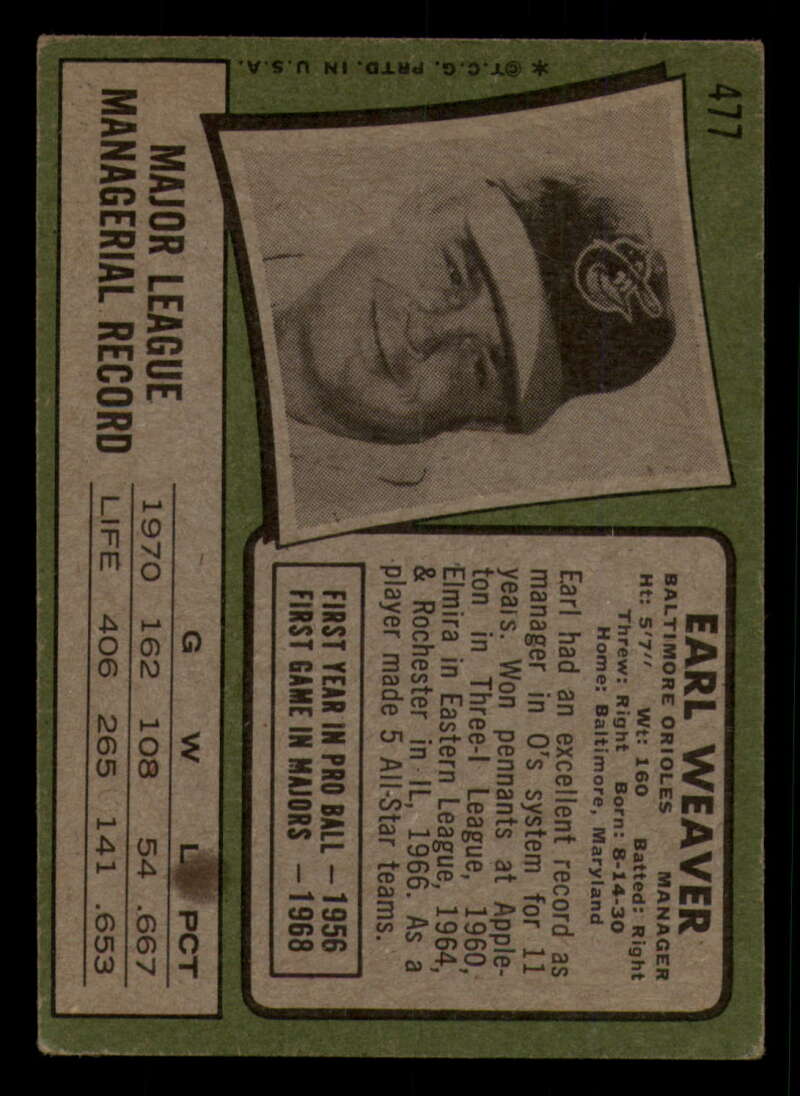 477
EARL WEAVER
BALTIMORE ORIOLES MANAGER
Ht: 5'7" Wt: 160 Batted: Right
Threw: Right Born: 8-14-30
Home: Baltimore, Maryland
Earl had an excellent record as
manager in O's system for 11
years. Won pennants at Apple-
ton in Three-I League, 1960,
Elmira in Eastern League, 1964,
& Rochester in IL, 1966. As a
player made 5 All-Star teams.
FIRST YEAR IN PRO BALL — 1956
FIRST GAME IN MAJORS — 1968
MAJOR LEAGUE
MANAGERIAL RECORD
G W L PCT
1970 162 108 54 .667
LIFE 406 265 141 .653
* ©T.C.G. PRTD. IN U.S.A.